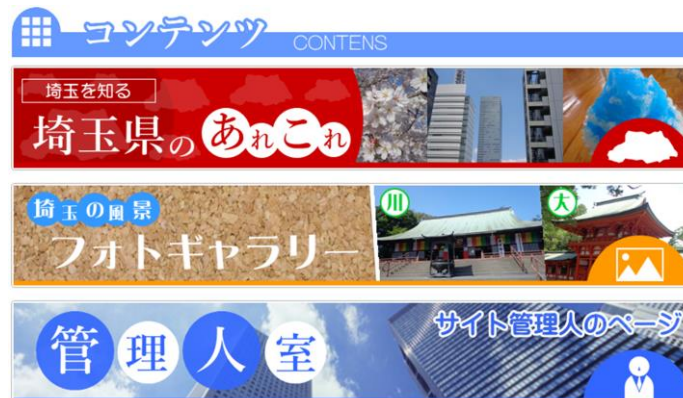 コンテンツ CONTENS
埼玉を知る
埼玉県のあれこれ
埼玉の風景
フォトギャラリー
川
大
管理人室
サイト管理人のページ